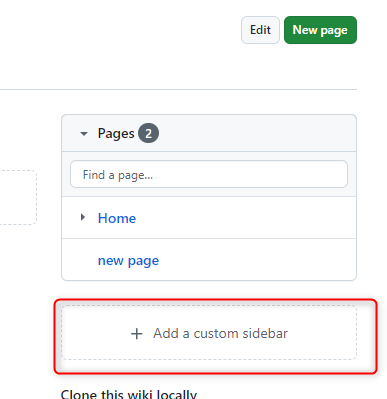 Edit New page
Pages 2
Find a page...
Home
new page
+ Add a custom sidebar
Clone this wiki locally